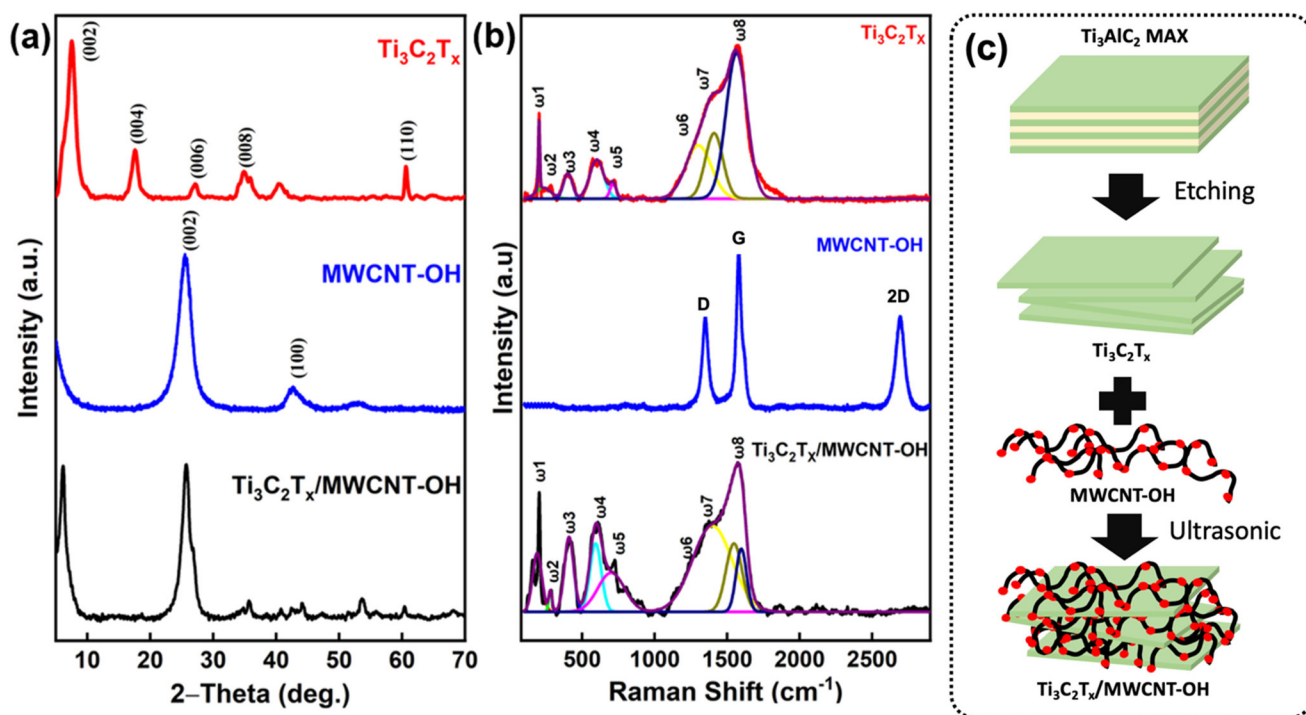 (a)
Ti₃C₂Tₓ
(002)
(004)
(006)
(008)
(110)
MWCNT-OH
(002)
(100)
Ti₃C₂Tₓ/MWCNT-OH
Intensity (a.u.)
10 20 30 40 50 60 70
2−Theta (deg.)
(b)
Ti₃C₂Tₓ
ω1
ω2
ω3
ω4
ω5
ω6
ω7
ω8
MWCNT-OH
D
G
2D
Ti₃C₂Tₓ/MWCNT-OH
ω1
ω2
ω3
ω4
ω5
ω6
ω7
ω8
Intensity (a.u)
500 1000 1500 2000 2500
Raman Shift (cm⁻¹)
(c)
Ti₃AlC₂ MAX
Etching
Ti₃C₂Tₓ
MWCNT-OH
Ultrasonic
Ti₃C₂Tₓ/MWCNT-OH